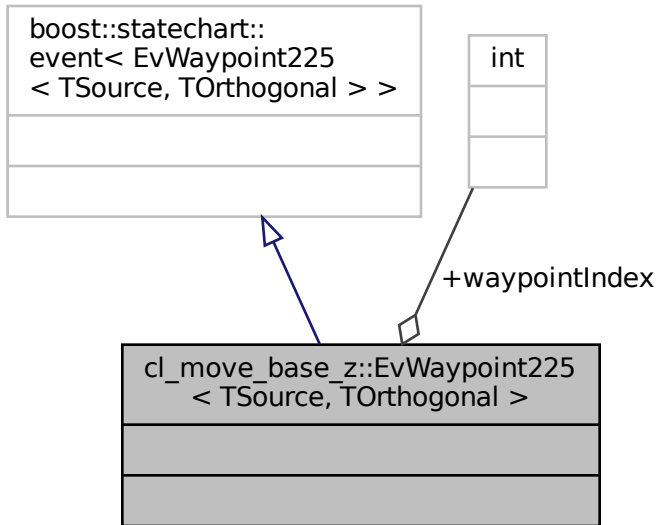 boost::statechart::
event< EvWaypoint225
< TSource, TOrthogonal > >
int
+waypointIndex
cl_move_base_z::EvWaypoint225
< TSource, TOrthogonal >